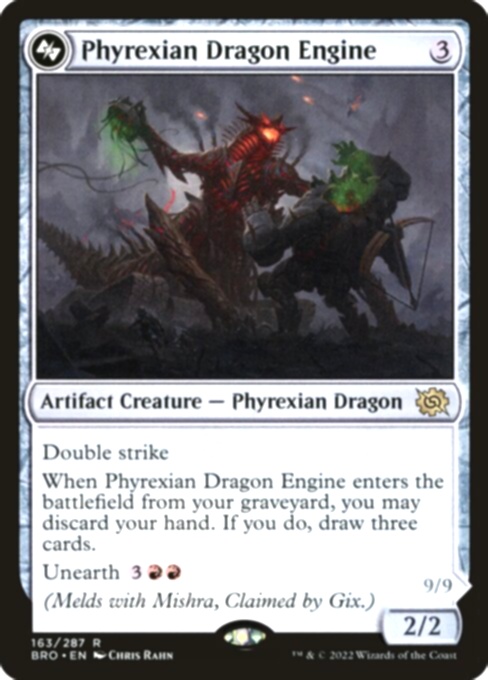 Phyrexian Dragon Engine 3
Artifact Creature — Phyrexian Dragon
Double strike
When Phyrexian Dragon Engine enters the
battlefield from your graveyard, you may
discard your hand. If you do, draw three
cards.
Unearth 3
(Melds with Mishra, Claimed by Gix.)
9/9
2/2
163/287 R
BRO • EN Chris Rahn
™ & © 2022 Wizards of the Coast